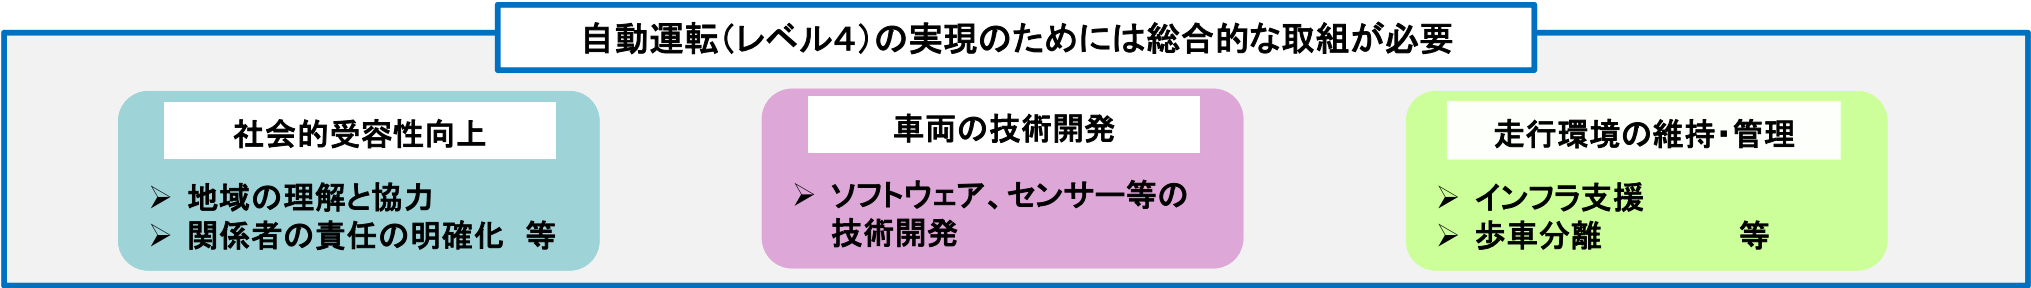 自動運転（レベル４）の実現のためには総合的な取組が必要
社会的受容性向上
➢ 地域の理解と協力
➢ 関係者の責任の明確化　等
車両の技術開発
➢ ソフトウェア、センサー等の
技術開発
走行環境の維持・管理
➢ インフラ支援
➢ 歩車分離　　　　等